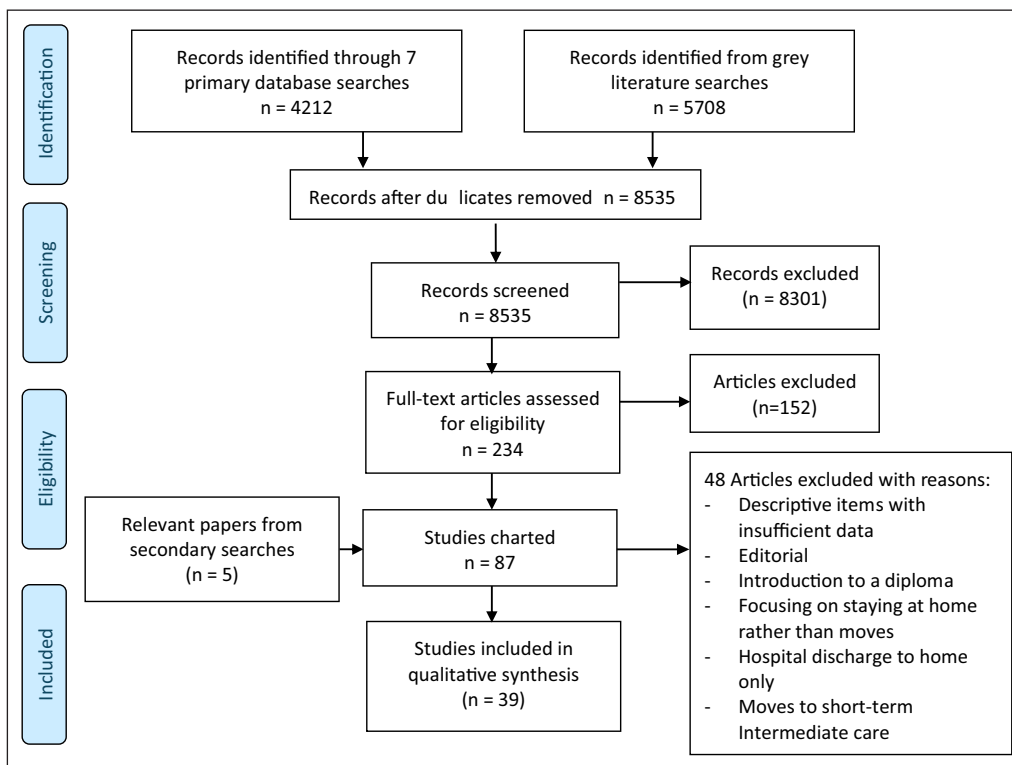 Identification
Records identified through 7
primary database searches
n = 4212
Records identified from grey
literature searches
n = 5708
Records after du licates removed n = 8535
Screening
Records screened
n = 8535
Records excluded
(n = 8301)
Eligibility
Full-text articles assessed
for eligibility
n = 234
Articles excluded
(n=152)
Relevant papers from
secondary searches
(n = 5)
Studies charted
n = 87
48 Articles excluded with reasons:
- Descriptive items with
insufficient data
- Editorial
- Introduction to a diploma
- Focusing on staying at home
rather than moves
- Hospital discharge to home
only
- Moves to short-term
Intermediate care
Included
Studies included in
qualitative synthesis
(n = 39)